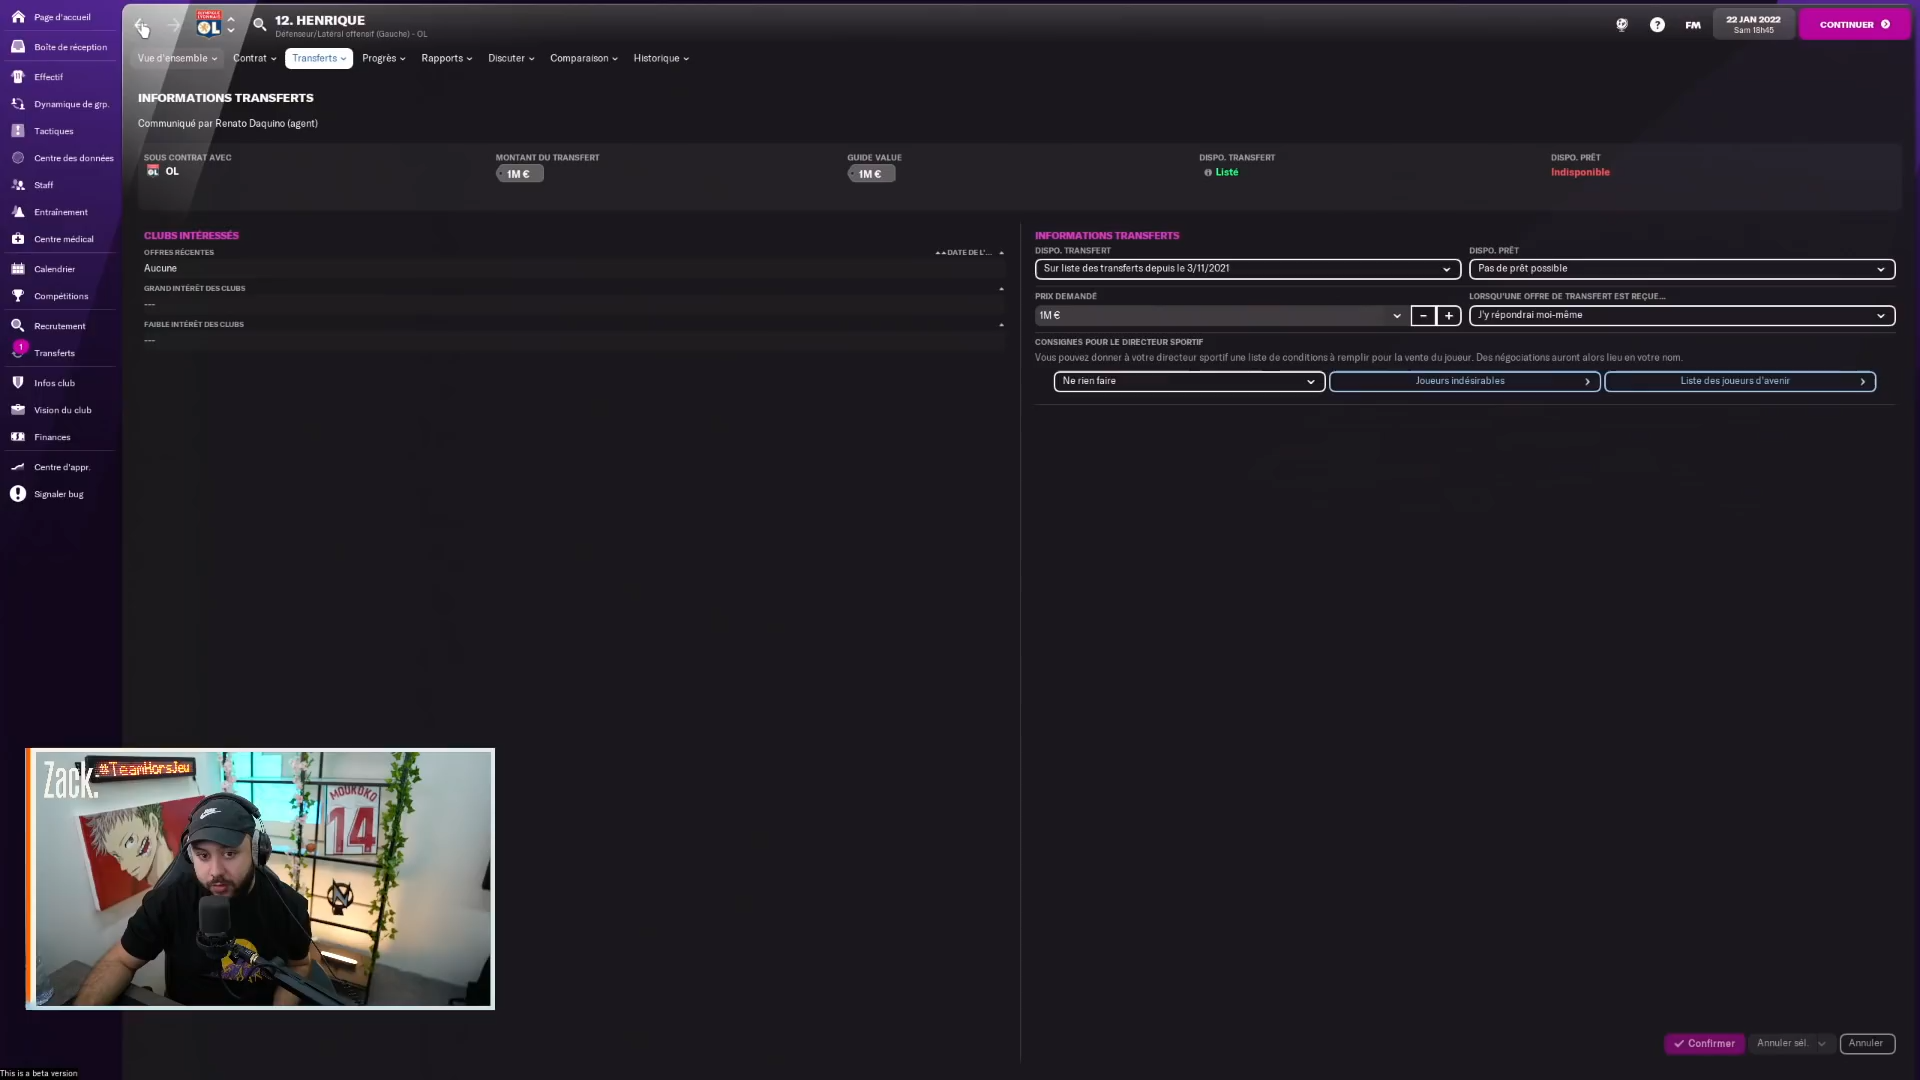 Page d'accueil
Boîte de réception
Effectif
Dynamique de grp.
Tactiques
Centre des données
Staff
Entraînement
Centre médical
Calendrier
Compétitions
Recrutement
1
Transferts
Infos club
Vision du club
Finances
Centre d'appr.
Signaler bug
OL
12. HENRIQUE
Défenseur/Latéral offensif (Gauche) - OL
?
FM
22 JAN 2022
Sam 18h45
CONTINUER
Vue d'ensemble
Contrat
Transferts
Progrès
Rapports
Discuter
Comparaison
Historique
INFORMATIONS TRANSFERTS
Communiqué par Renato Daquino (agent)
SOUS CONTRAT AVEC
OL
MONTANT DU TRANSFERT
1M €
GUIDE VALUE
1M €
DISPO. TRANSFERT
Listé
DISPO. PRÊT
Indisponible
CLUBS INTÉRESSÉS
OFFRES RÉCENTES
DATE DE L'...
Aucune
GRAND INTÉRÊT DES CLUBS
---
FAIBLE INTÉRÊT DES CLUBS
---
INFORMATIONS TRANSFERTS
DISPO. TRANSFERT
DISPO. PRÊT
Sur liste des transferts depuis le 3/11/2021
Pas de prêt possible
PRIX DEMANDÉ
LORSQU'UNE OFFRE DE TRANSFERT EST REÇUE...
1M €
- +
J'y répondrai moi-même
CONSIGNES POUR LE DIRECTEUR SPORTIF
Vous pouvez donner à votre directeur sportif une liste de conditions à remplir pour la vente du joueur. Des négociations auront alors lieu en votre nom.
Ne rien faire
Joueurs indésirables
Liste des joueurs d'avenir
Zack.
#TeamHorsJeu
MOUKOKO
14
Confirmer
Annuler sél.
Annuler
This is a beta version